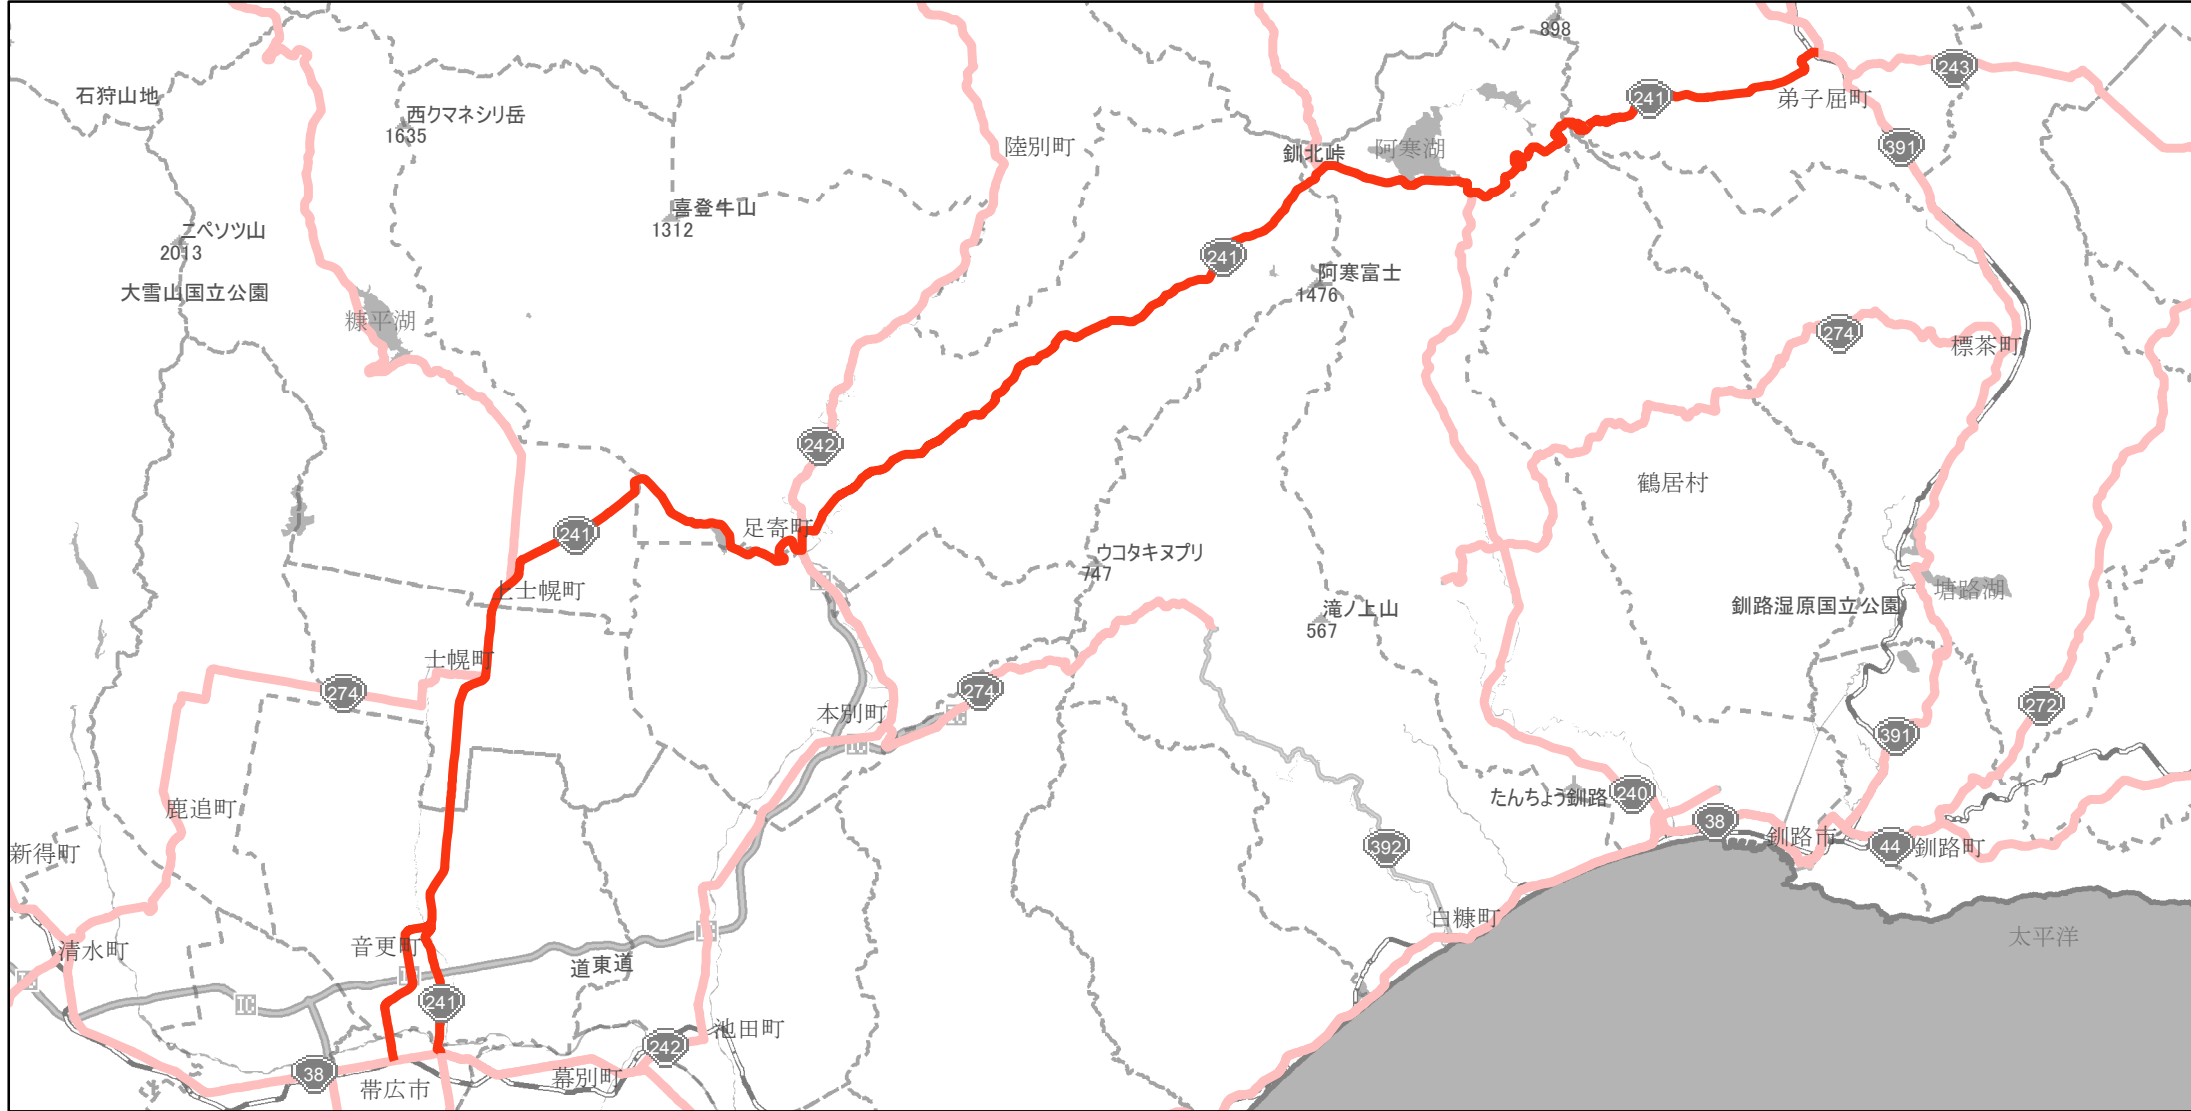 898
243
石狩山地
241
弟子屈町
西クマネシリ岳
1635
陸別町
釧北峠
阿寒湖
391
喜登牛山
1312
ニペソツ山
2013
241
阿寒富士
1476
大雪山国立公園
糠平湖
274
標茶町
242
鶴居村
241
足寄町
ウコタキヌプリ
747
上士幌町
塘路湖
釧路湿原国立公園
滝ノ上山
567
士幌町
274
274
本別町
272
391
鹿追町
たんちょう釧路
240
38
釧路市
44
釧路町
新得町
392
白糠町
音更町
清水町
太平洋
道東道
IC
241
池田町
242
38
帯広市
幕別町